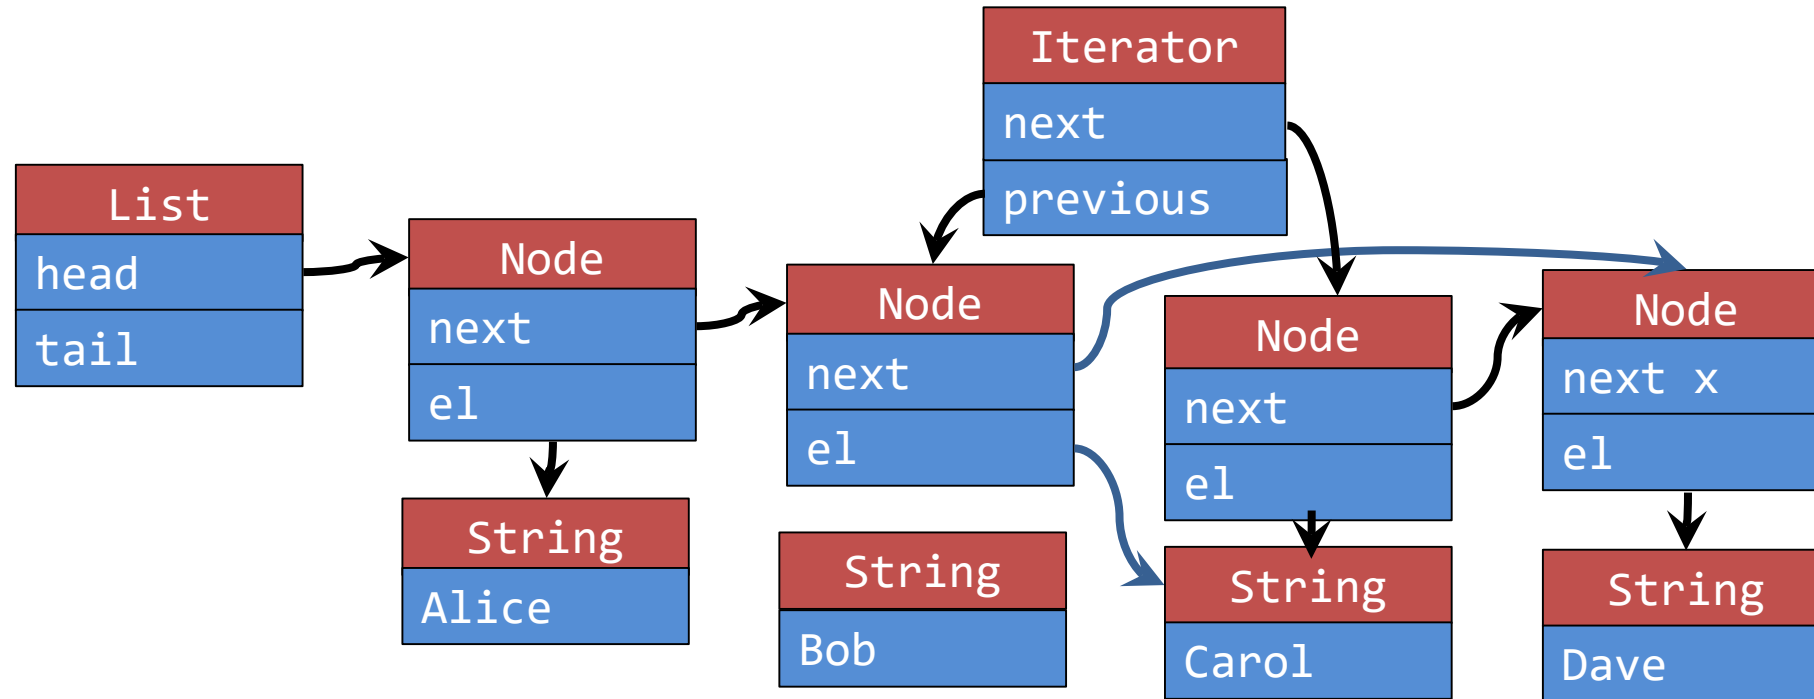 Iterator
next
previous
List
head
tail
Node
next
el
String
Alice
Node
next
el
String
Bob
Node
next
el
String
Carol
Node
next x
el
String
Dave